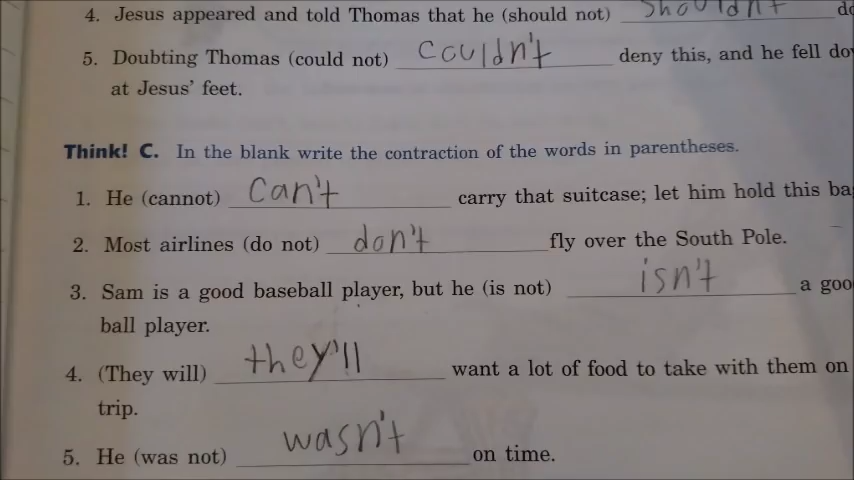 4. Jesus appeared and told Thomas that he (should not) shouldn't
5. Doubting Thomas (could not) couldn't deny this, and he fell
at Jesus' feet.
Think! C. In the blank write the contraction of the words in parentheses.
1. He (cannot) can't carry that suitcase; let him hold this
2. Most airlines (do not) don't fly over the South Pole.
3. Sam is a good baseball player, but he (is not) isn't a
ball player.
4. (They will) they'll want a lot of food to take with them on
trip.
5. He (was not) wasn't on time.